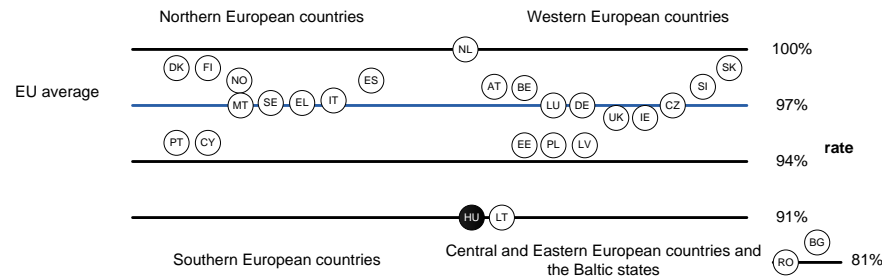 Northern European countries
Western European countries
NL
100%
DK
FI
SK
NO
ES
AT
BE
SI
EU average
MT
SE
EL
IT
LU
DE
CZ
97%
UK
IE
PT
CY
EE
PL
LV
rate
94%
HU
LT
91%
Southern European countries
Central and Eastern European countries and
the Baltic states
BG
RO
81%